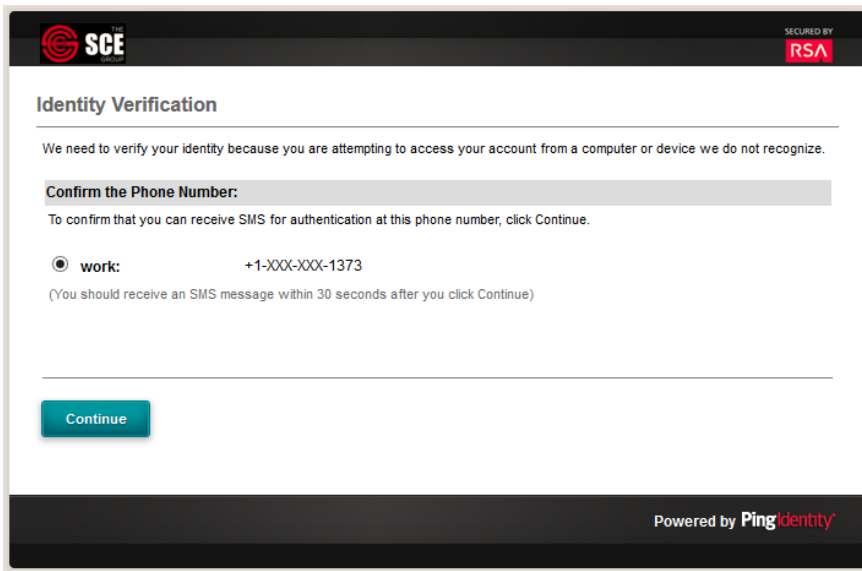 THE
SCE
GROUP
SECURED BY
RSA
Identity Verification
We need to verify your identity because you are attempting to access your account from a computer or device we do not recognize.
Confirm the Phone Number:
To confirm that you can receive SMS for authentication at this phone number, click Continue.
work: +1-XXX-XXX-1373
(You should receive an SMS message within 30 seconds after you click Continue)
Continue
Powered by PingIdentity